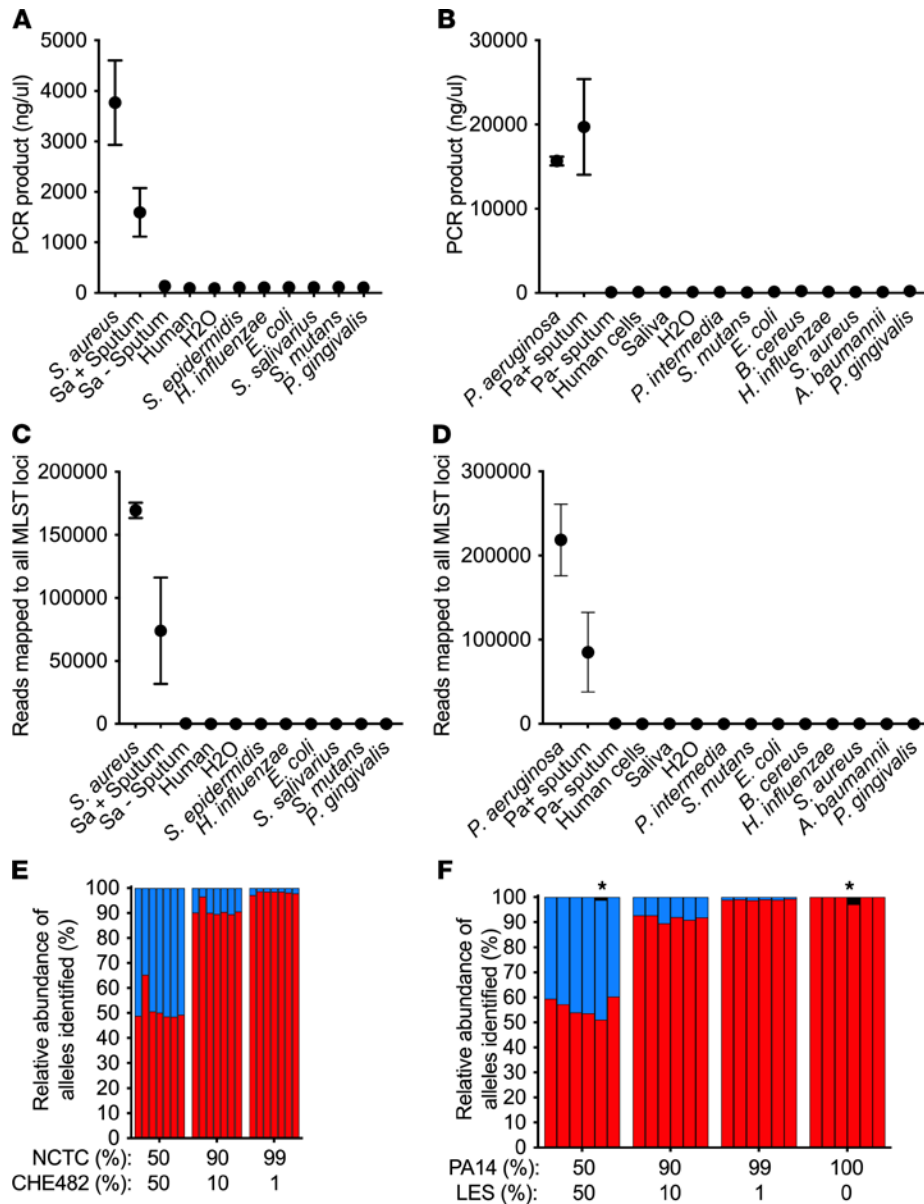 A
PCR product (ng/ul)
5000
4000
3000
2000
1000
0
S. aureus
Sa + Sputum
Sa - Sputum
Human
H2O
S. epidermidis
H. influenzae
E. coli
S. salivarius
S. mutans
P. gingivalis
B
PCR product (ng/ul)
30000
20000
10000
0
P. aeruginosa
Pa+ sputum
Pa- sputum
Human cells
Saliva
H2O
P. intermedia
S. mutans
E. coli
B. cereus
H. influenzae
S. aureus
A. baumannii
P. gingivalis
C
Reads mapped to all MLST loci
200000
150000
100000
50000
0
S. aureus
Sa + Sputum
Sa - Sputum
Human
H2O
S. epidermidis
H. influenzae
E. coli
S. salivarius
S. mutans
P. gingivalis
D
Reads mapped to all MLST loci
300000
200000
100000
0
P. aeruginosa
Pa+ sputum
Pa- sputum
Human cells
Saliva
H2O
P. intermedia
S. mutans
E. coli
B. cereus
H. influenzae
S. aureus
A. baumannii
P. gingivalis
E
Relative abundance of
alleles identified (%)
100
90
80
70
60
50
40
30
20
10
0
NCTC (%): 50 90 99
CHE482 (%): 50 10 1
F
Relative abundance of
alleles identified (%)
100
90
80
70
60
50
40
30
20
10
0
* *
PA14 (%): 50 90 99 100
LES (%): 50 10 1 0